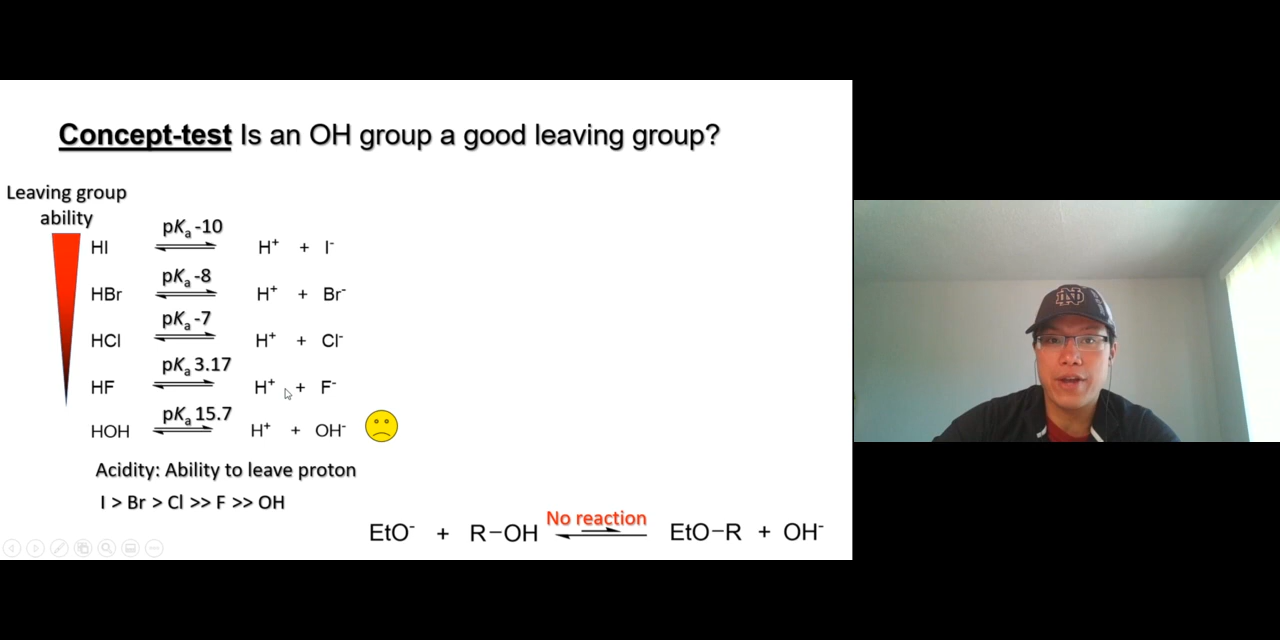 Concept-test Is an OH group a good leaving group?
Leaving group
ability
pKa -10
HI H+ + I-
pKa -8
HBr H+ + Br-
pKa -7
HCl H+ + Cl-
pKa 3.17
HF H+ + F-
pKa 15.7
HOH H+ + OH-
Acidity: Ability to leave proton
I > Br > Cl >> F >> OH
No reaction
EtO- + R-OH EtO-R + OH-
ND